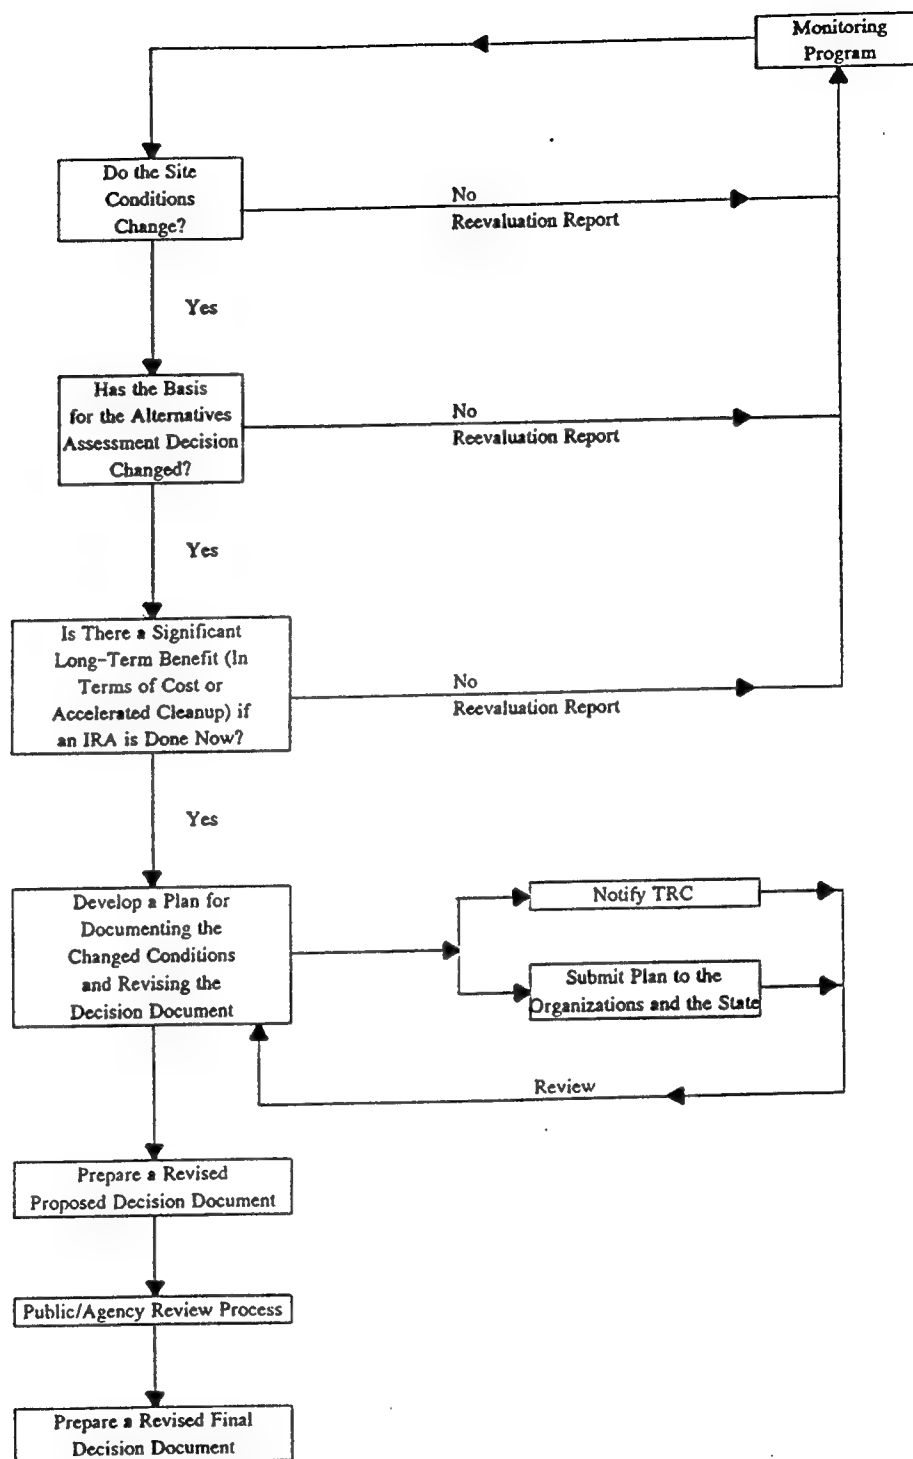 Monitoring
Program
Do the Site
Conditions
Change?
No
Reevaluation Report
Yes
Has the Basis
for the Alternatives
Assessment Decision
Changed?
No
Reevaluation Report
Yes
Is There a Significant
Long-Term Benefit (In
Terms of Cost or
Accelerated Cleanup) if
an IRA is Done Now?
No
Reevaluation Report
Yes
Develop a Plan for
Documenting the
Changed Conditions
and Revising the
Decision Document
Notify TRC
Submit Plan to the
Organizations and the State
Review
Prepare a Revised
Proposed Decision Document
Public/Agency Review Process
Prepare a Revised Final
Decision Document